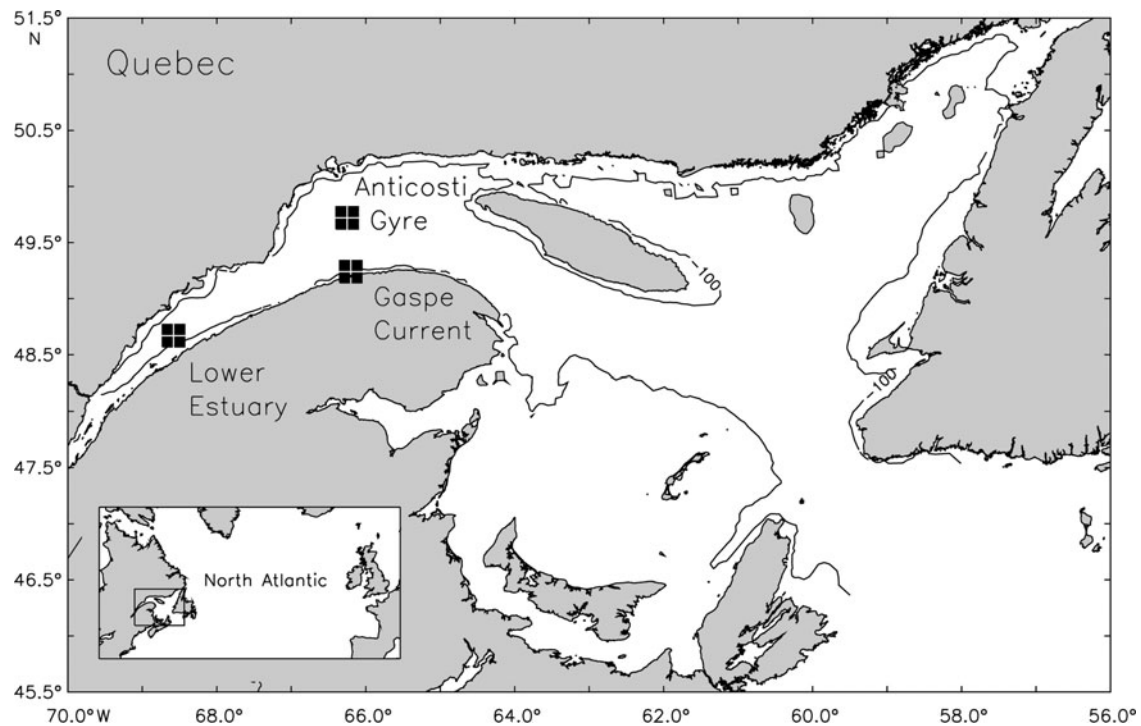 51.5°
N
Quebec
50.5°
Anticosti
Gyre
49.5°
100
Gaspe
Current
48.5°
Lower
Estuary
100
47.5°
North Atlantic
46.5°
45.5°
70.0°W
68.0°
66.0°
64.0°
62.0°
60.0°
58.0°
56.0°